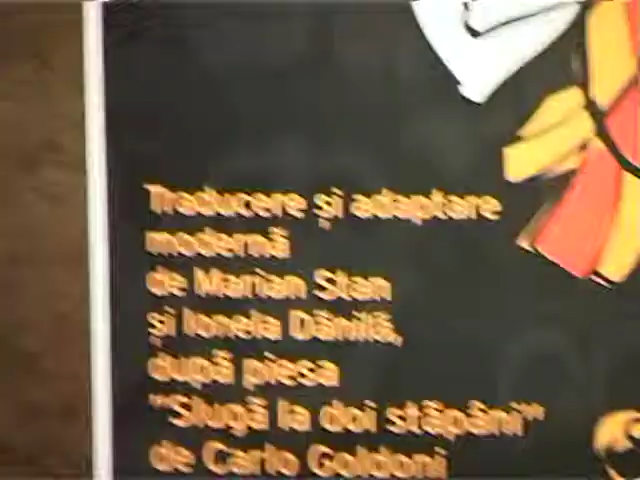 Traducere și adaptare
modernă
de Marian Stan
și Ionela Dănilă,
după piesa
"Slugă la doi stăpâni"
de Carlo Goldoni